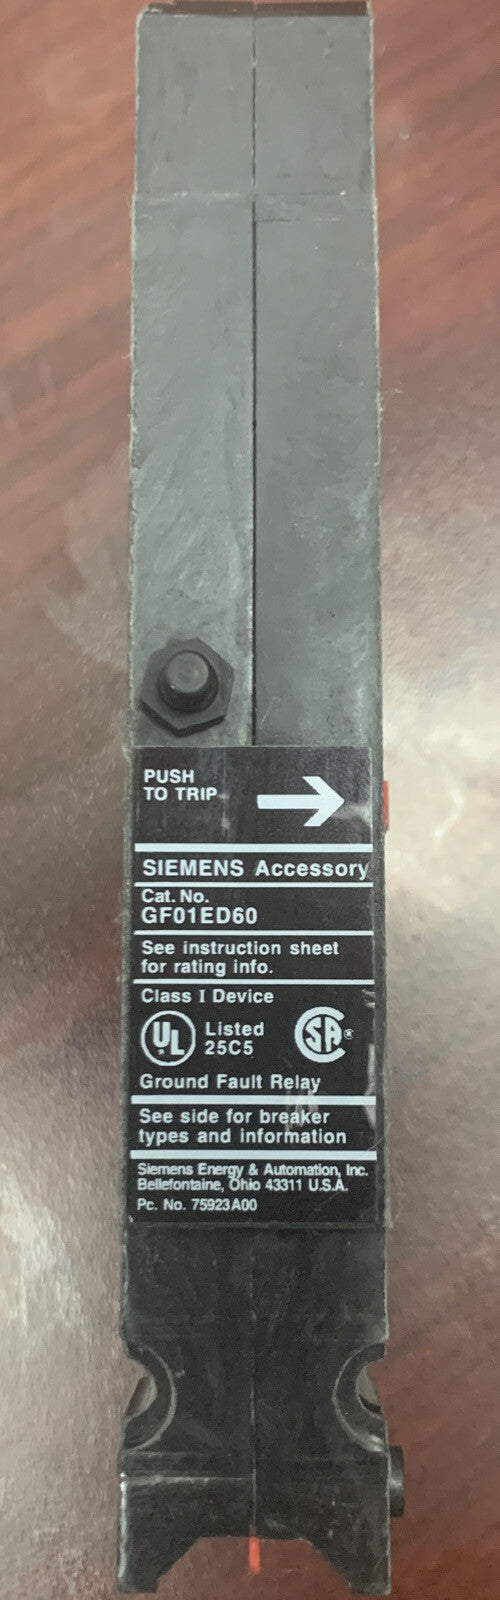 PUSH
TO TRIP
SIEMENS Accessory
Cat. No.
GF01ED60
See instruction sheet
for rating info.
Class I Device
UL Listed SA
25C5
Ground Fault Relay
See side for breaker
types and information
Siemens Energy & Automation, Inc.
Bellefontaine, Ohio 43311 U.S.A.
Pc. No. 75923A00